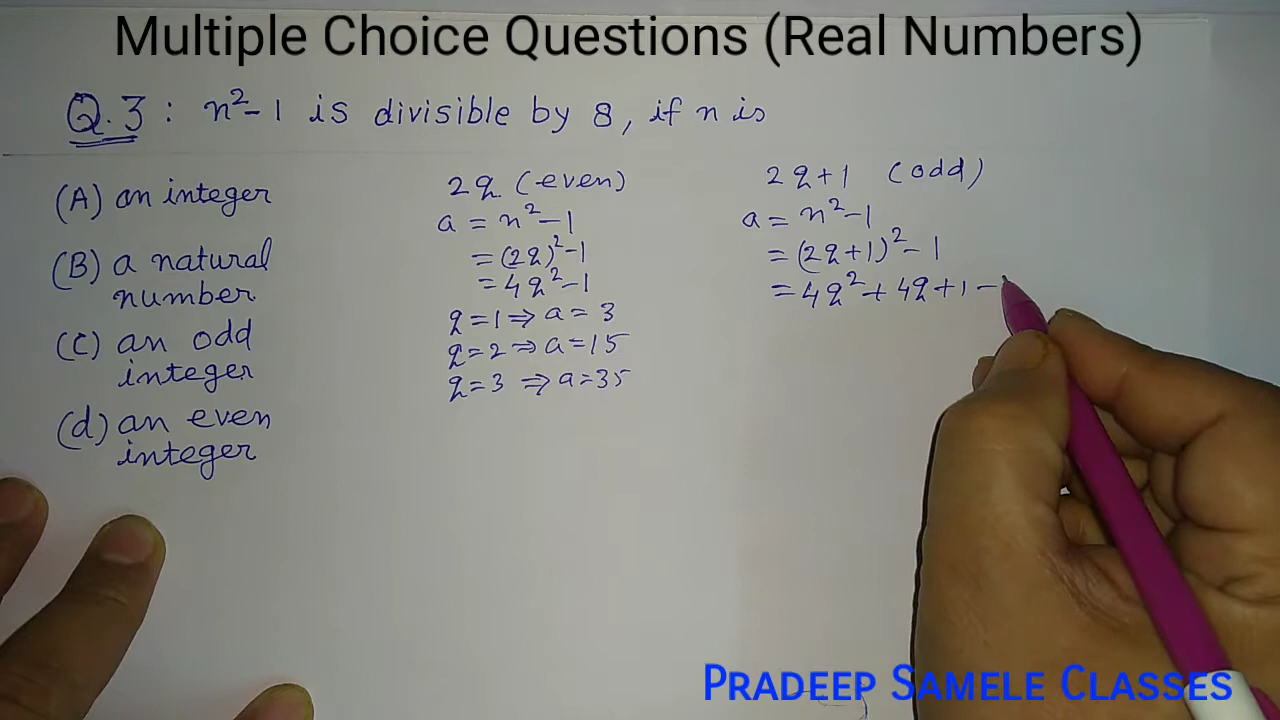 Multiple Choice Questions (Real Numbers)
Q.3 : n²-1 is divisible by 8, if n is
(A) an integer
(B) a natural
number
(C) an odd
integer
(d) an even
integer
2q (even)
a = n²-1
= (2q)²-1
= 4q²-1
q=1 ⇒ a = 3
q=2 ⇒ a=15
q=3 ⇒ a=35
2q+1 (odd)
a = n²-1
= (2q+1)²-1
= 4q²+4q+1-
Pradeep Samele Classes